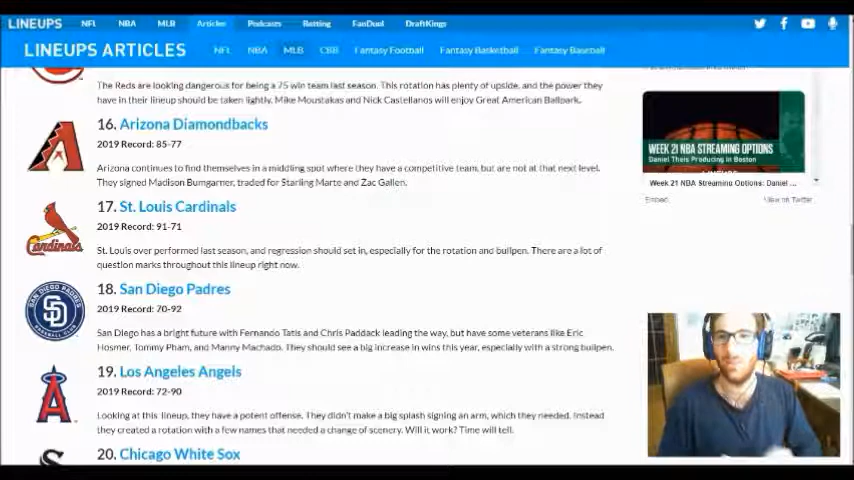 LINEUPS NFL NBA MLB Articles Podcasts Betting FanDuel DraftKings
LINEUPS ARTICLES NFL NBA MLB CBB Fantasy Football Fantasy Basketball Fantasy Baseball
The Reds are looking dangerous for being a 75 win team last season. This rotation has plenty of upside, and the power they
have in their lineup should be taken lightly. Mike Moustakas and Nick Castellanos will enjoy Great American Ballpark.
16. Arizona Diamondbacks
2019 Record: 85-77
Arizona continues to find themselves in a middling spot where they have a competitive team, but are not at that next level.
They signed Madison Bumgarner, traded for Starling Marte and Zac Gallen.
17. St. Louis Cardinals
2019 Record: 91-71
St. Louis over performed last season, and regression should set in, especially for the rotation and bullpen. There are a lot of
question marks throughout this lineup right now.
Cardinals
18. San Diego Padres
2019 Record: 70-92
San Diego has a bright future with Fernando Tatis and Chris Paddack leading the way, but have some veterans like Eric
Hosmer, Tommy Pham, and Manny Machado. They should see a big increase in wins this year, especially with a strong bullpen.
SAN DIEGO PADRES
SD
BASEBALL CLUB
19. Los Angeles Angels
2019 Record: 72-90
Looking at this lineup, they have a potent offense. They didn't make a big splash signing an arm, which they needed. Instead
they created a rotation with a few names that needed a change of scenery. Will it work? Time will tell.
20. Chicago White Sox
WEEK 21 NBA STREAMING OPTIONS
Daniel Theis Producing in Boston
Week 21 NBA Streaming Options: Daniel ...
Embed View on Twitter